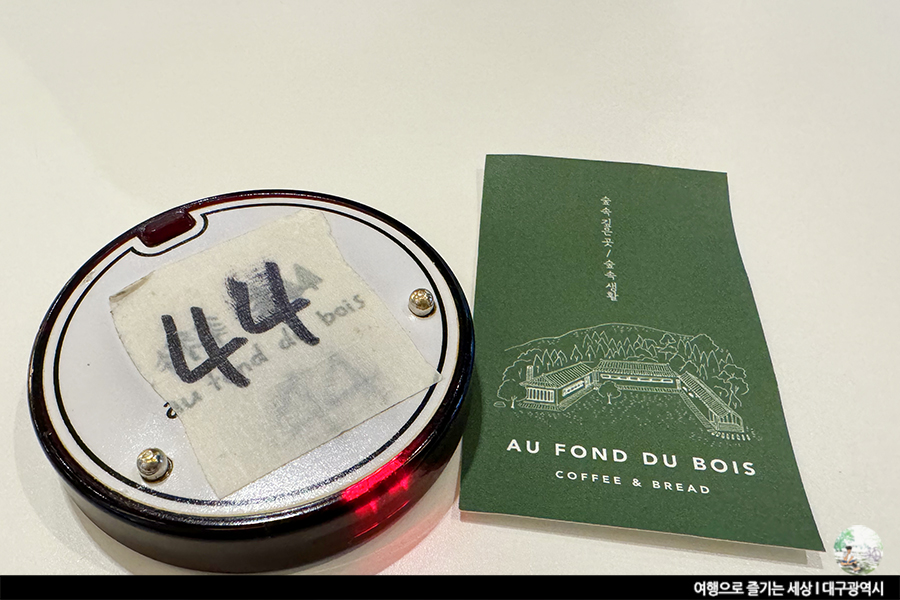 44
au fond du bois
숲 속 깊은 곳 / 숲 속 생활
AU FOND DU BOIS
COFFEE & BREAD
여행으로 즐기는 세상 I 대구광역시